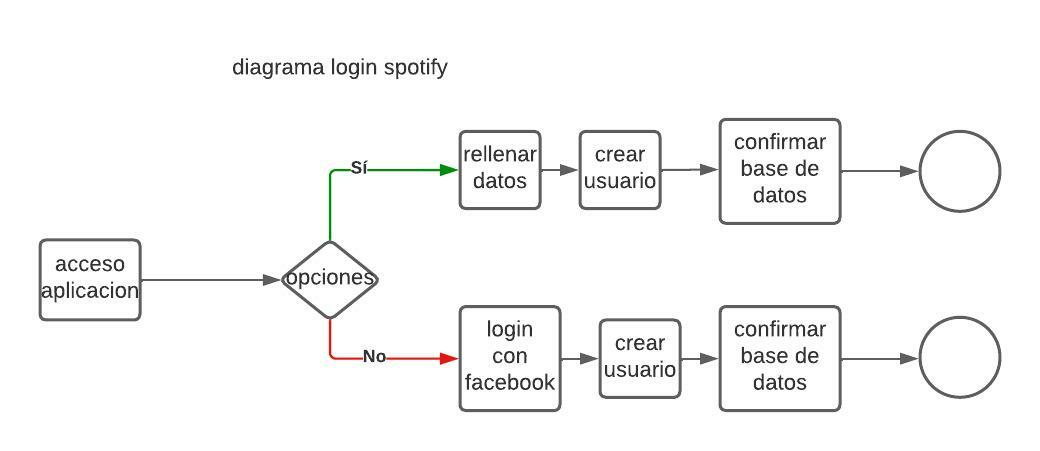 diagrama login spotify
Sí
rellenar
datos
crear
usuario
confirmar
base de
datos
acceso
aplicacion
opciones
No
login
con
facebook
crear
usuario
confirmar
base de
datos